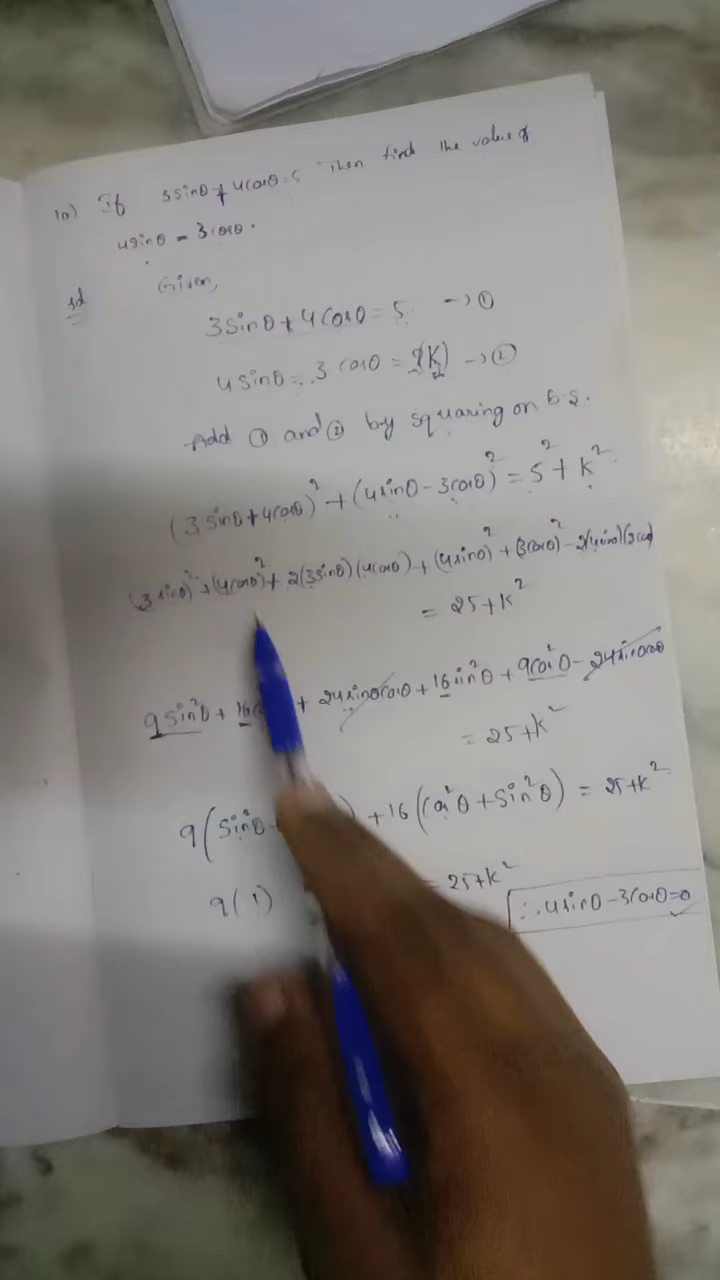 10) If 3sinθ+4cosθ=5 Then find the value of
4sinθ - 3cosθ.
Sol Given,
3sinθ+4cosθ = 5 → ①
4sinθ - 3cosθ = (K) → ②
Add ① and ② by squaring on b.s.
(3sinθ+4cosθ)² + (4sinθ-3cosθ)² = 5²+k²
(3sinθ)²+(4cosθ)²+ 2(3sinθ)(4cosθ) + (4sinθ)² + (3cosθ)² - 2(4sinθ)(3cosθ)
= 25+k²
9sin²θ + 16 + 24sinθcosθ + 16sin²θ + 9cos²θ - 24sinθcosθ
= 25+k²
9(sin²θ ) +16(cos²θ+sin²θ) = 25+k²
9(1) = 25+k²
∴ 4sinθ-3cosθ=0